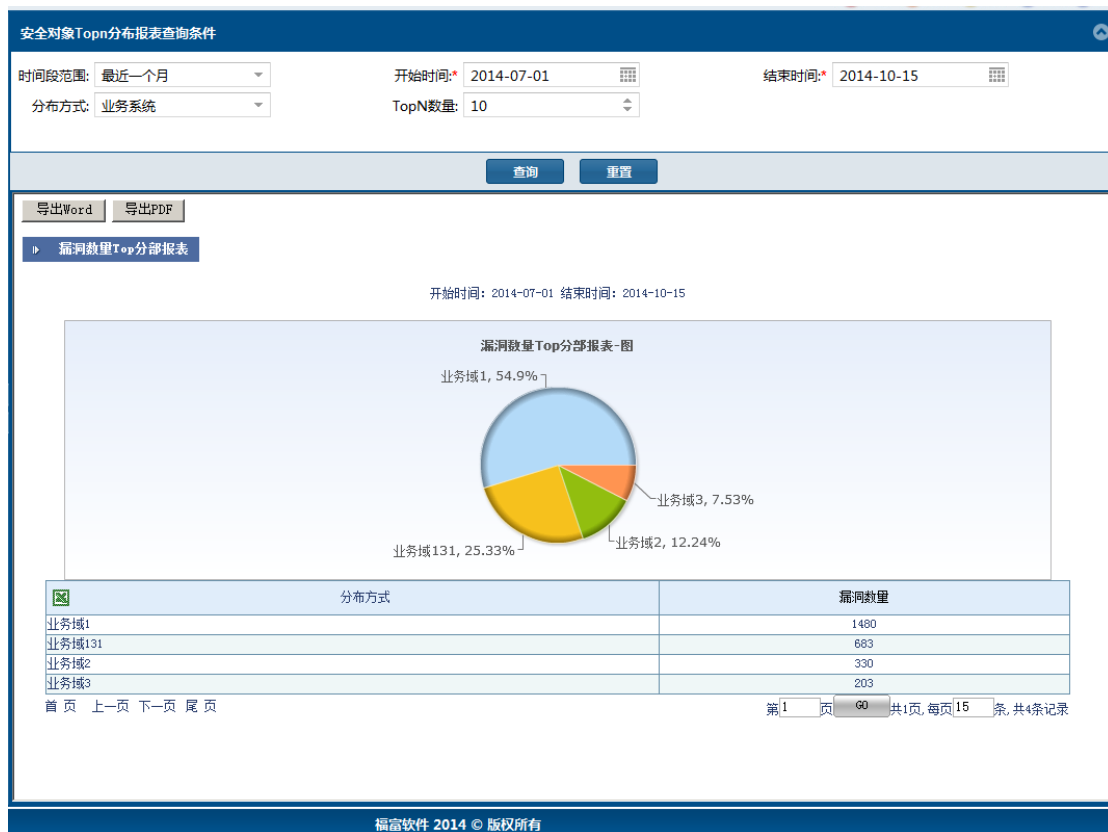 安全对象Topn分布报表查询条件
时间段范围: 最近一个月 开始时间:* 2014-07-01 结束时间:* 2014-10-15
分布方式: 业务系统 TopN数量: 10
查询 重置
导出Word 导出PDF
漏洞数量Top分部报表
开始时间: 2014-07-01 结束时间: 2014-10-15
漏洞数量Top分部报表-图
业务域1, 54.9%
业务域3, 7.53%
业务域2, 12.24%
业务域131, 25.33%
分布方式 漏洞数量
业务域1 1480
业务域131 683
业务域2 330
业务域3 203
首 页 上一页 下一页 尾 页 第1 页 GO 共1页, 每页15 条, 共4条记录
福富软件 2014 © 版权所有